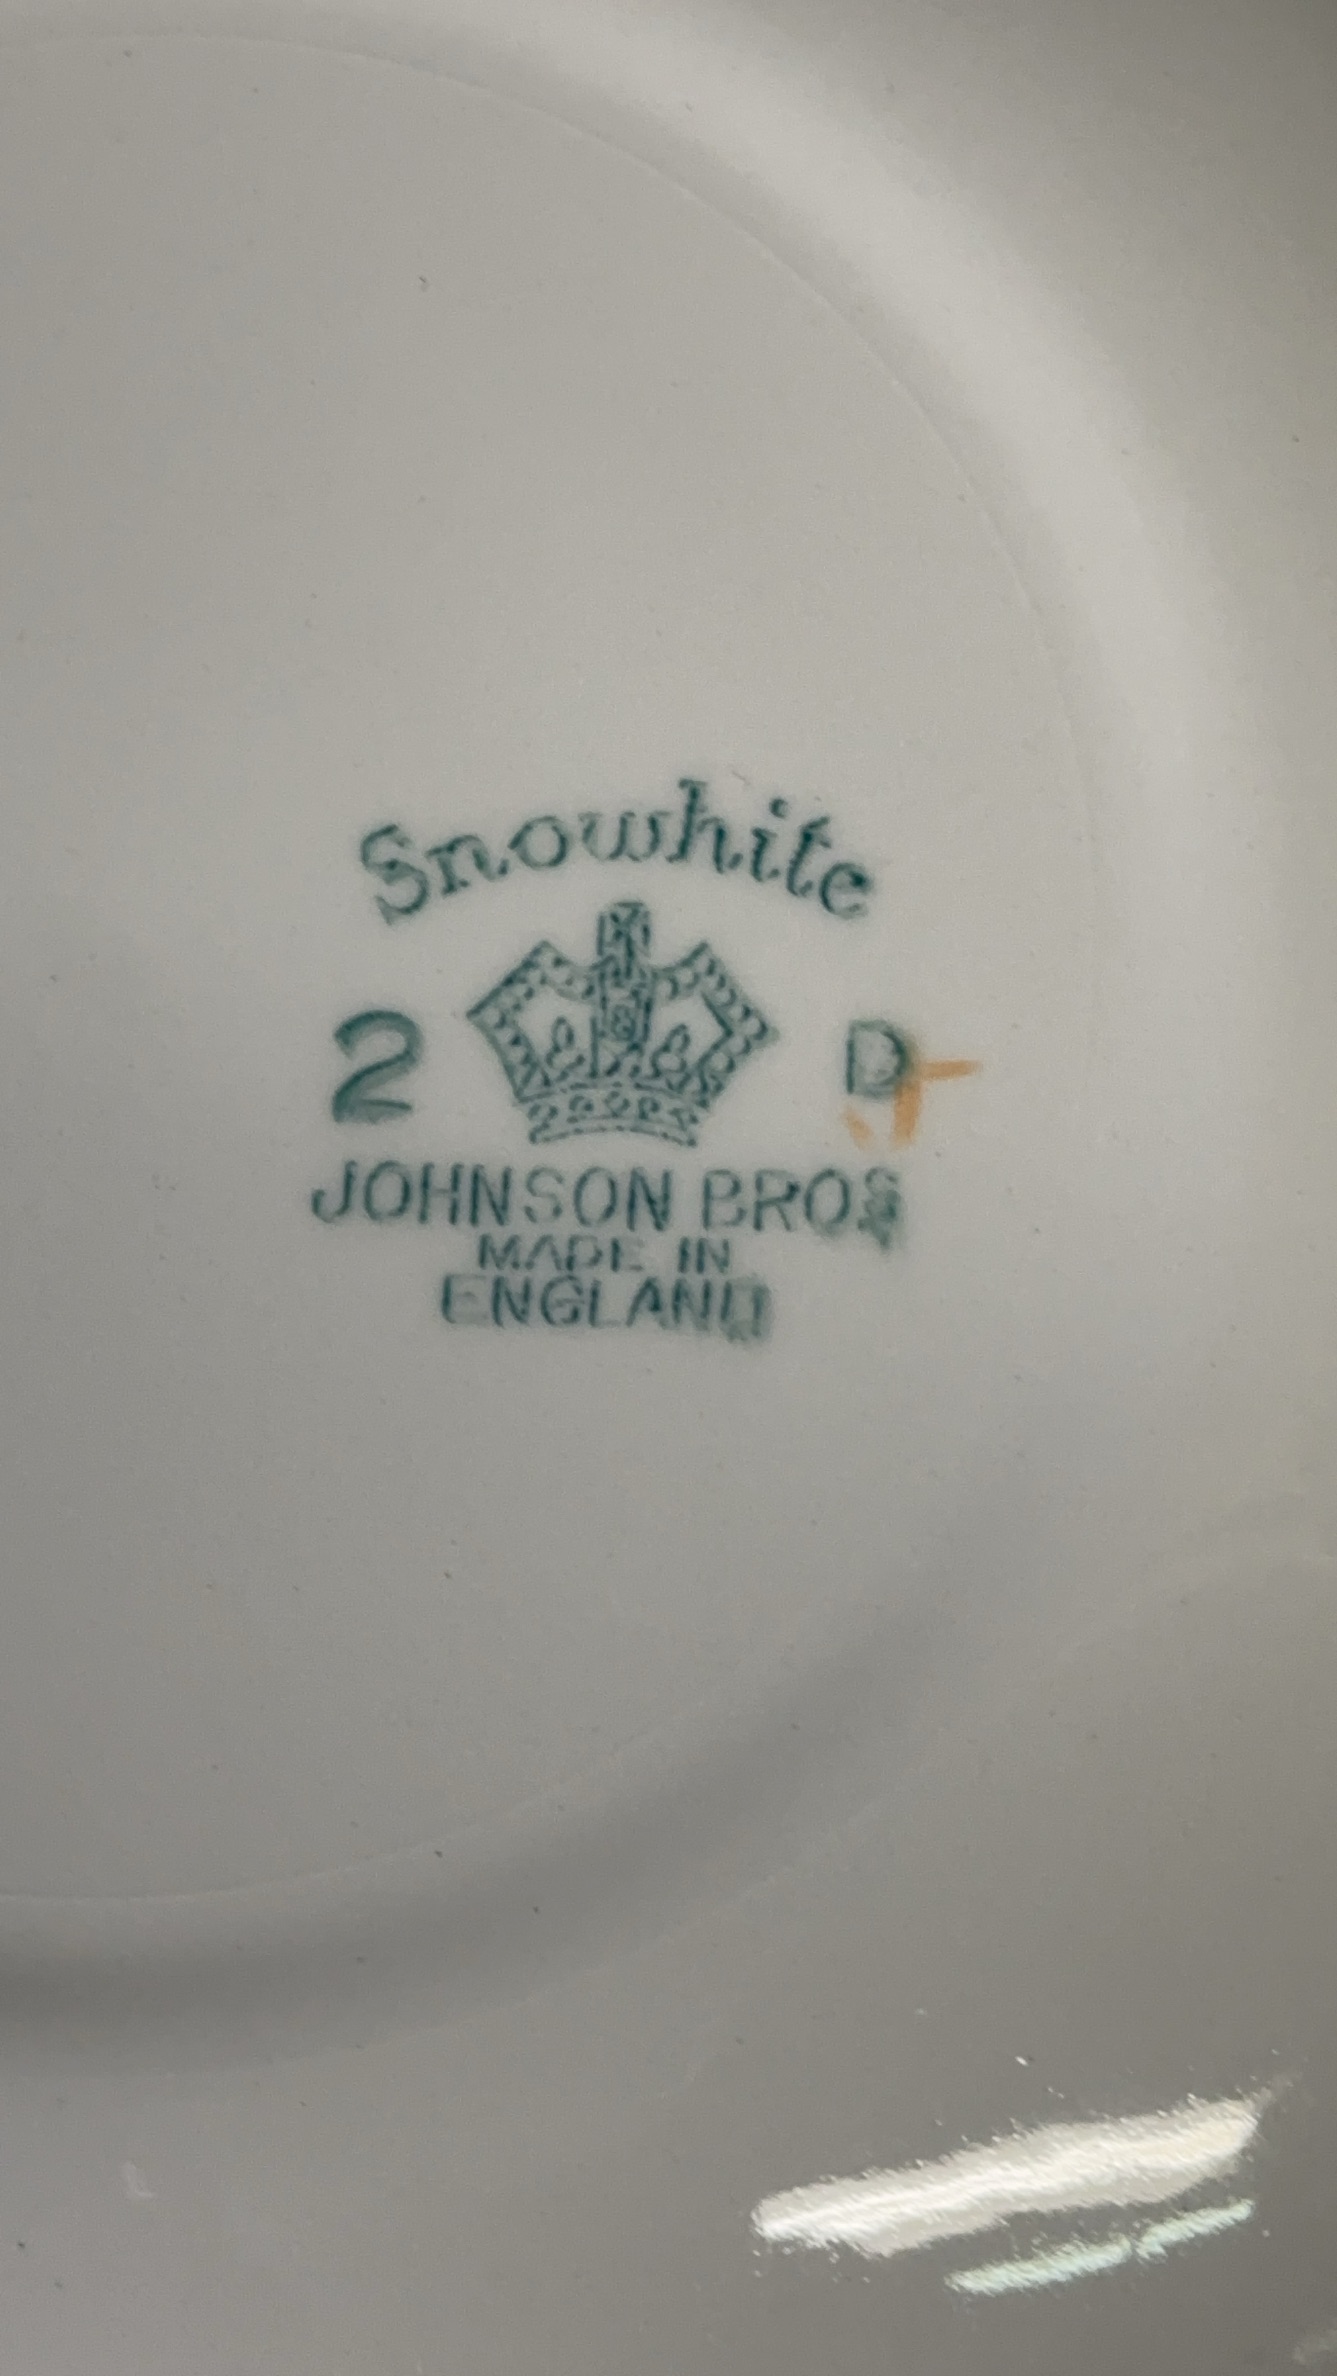 Snowhite
2 D
JOHNSON BROS
MADE IN
ENGLAND